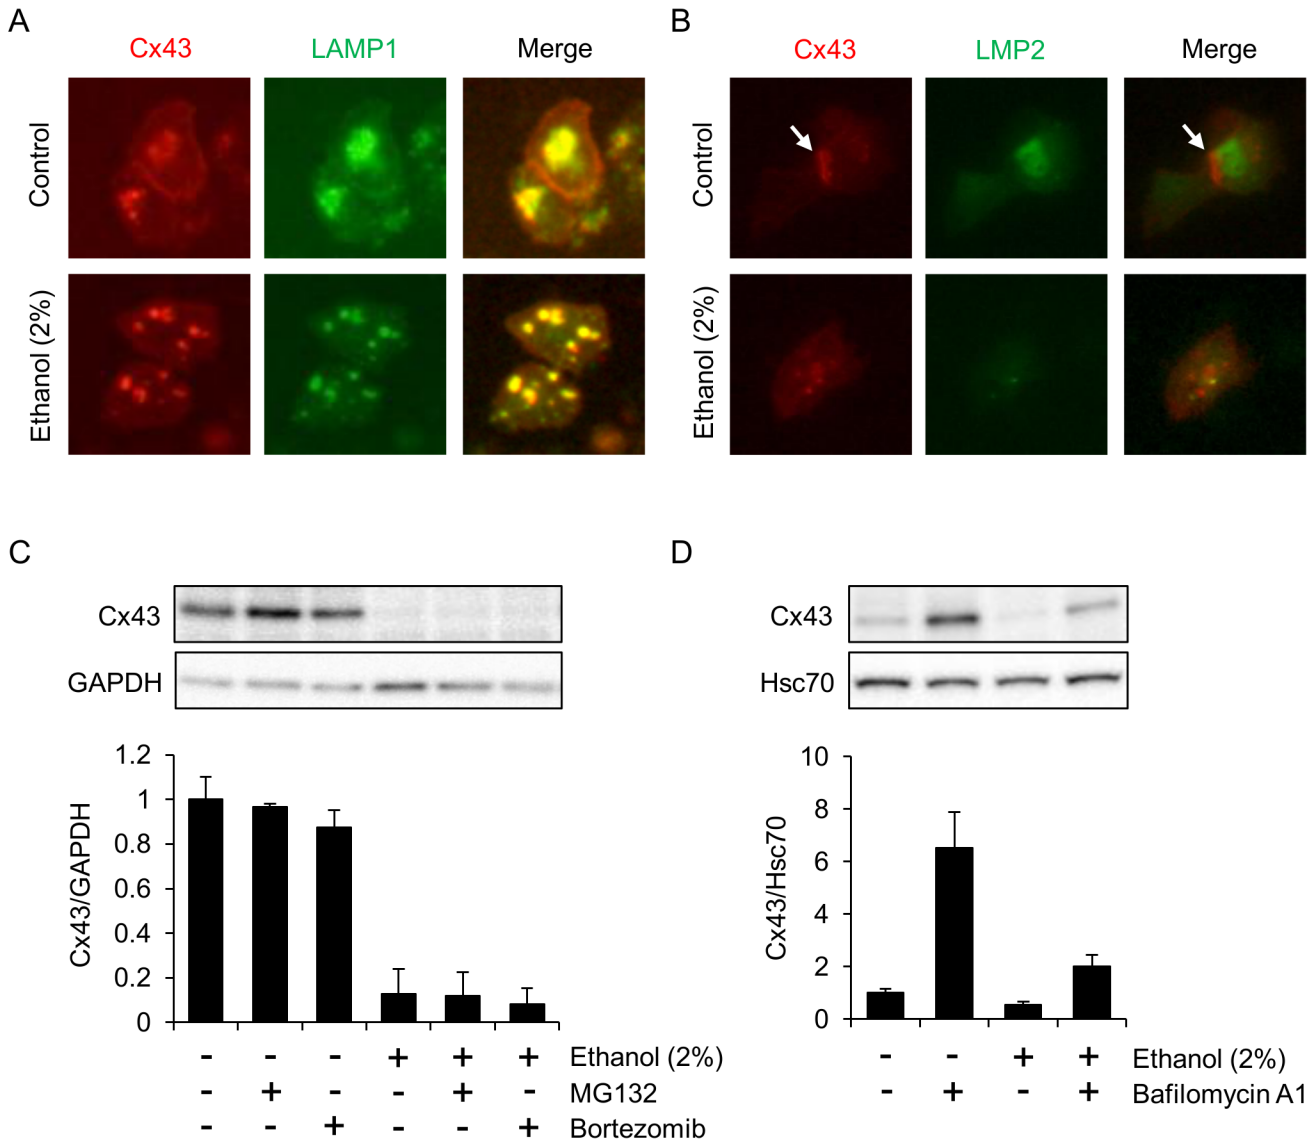 A
Cx43 LAMP1 Merge
Control
Ethanol (2%)
B
Cx43 LMP2 Merge
Control
Ethanol (2%)
C
Cx43
GAPDH
Cx43/GAPDH
1.2
1
0.8
0.6
0.4
0.2
0
- - - + + + Ethanol (2%)
- + - - + - MG132
- - + - - + Bortezomib
D
Cx43
Hsc70
Cx43/Hsc70
10
8
6
4
2
0
- - + + Ethanol (2%)
- + - + Bafilomycin A1